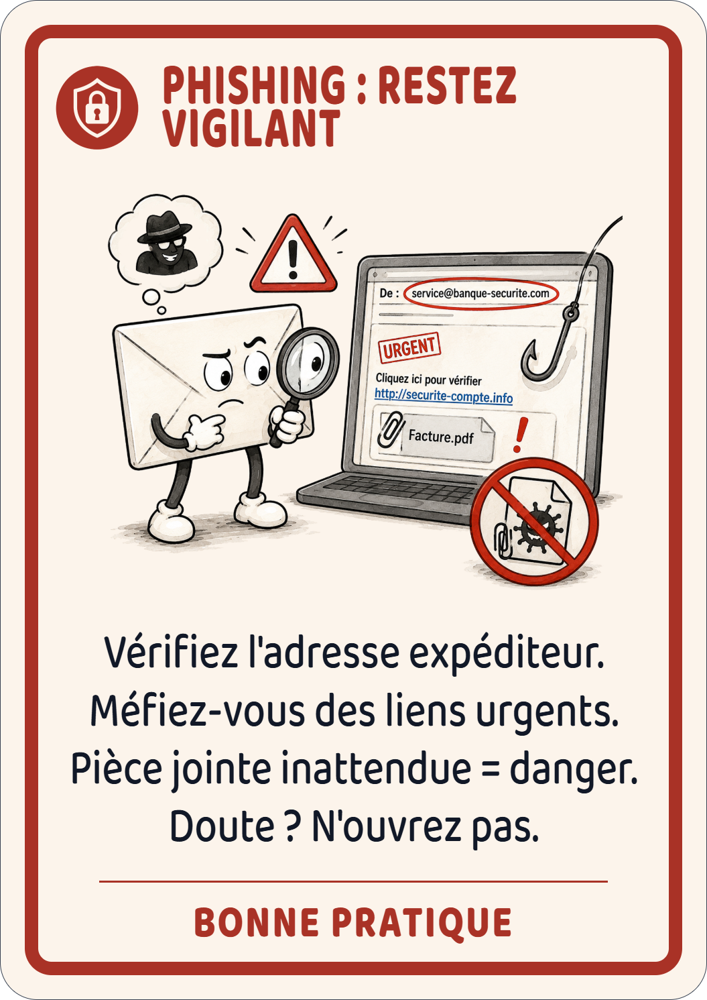 PHISHING : RESTEZ
VIGILANT
De : service@banque-securite.com
URGENT
Cliquez ici pour vérifier
http://securite-compte.info
Facture.pdf
Vérifiez l'adresse expéditeur.
Méfiez-vous des liens urgents.
Pièce jointe inattendue = danger.
Doute ? N'ouvrez pas.
BONNE PRATIQUE